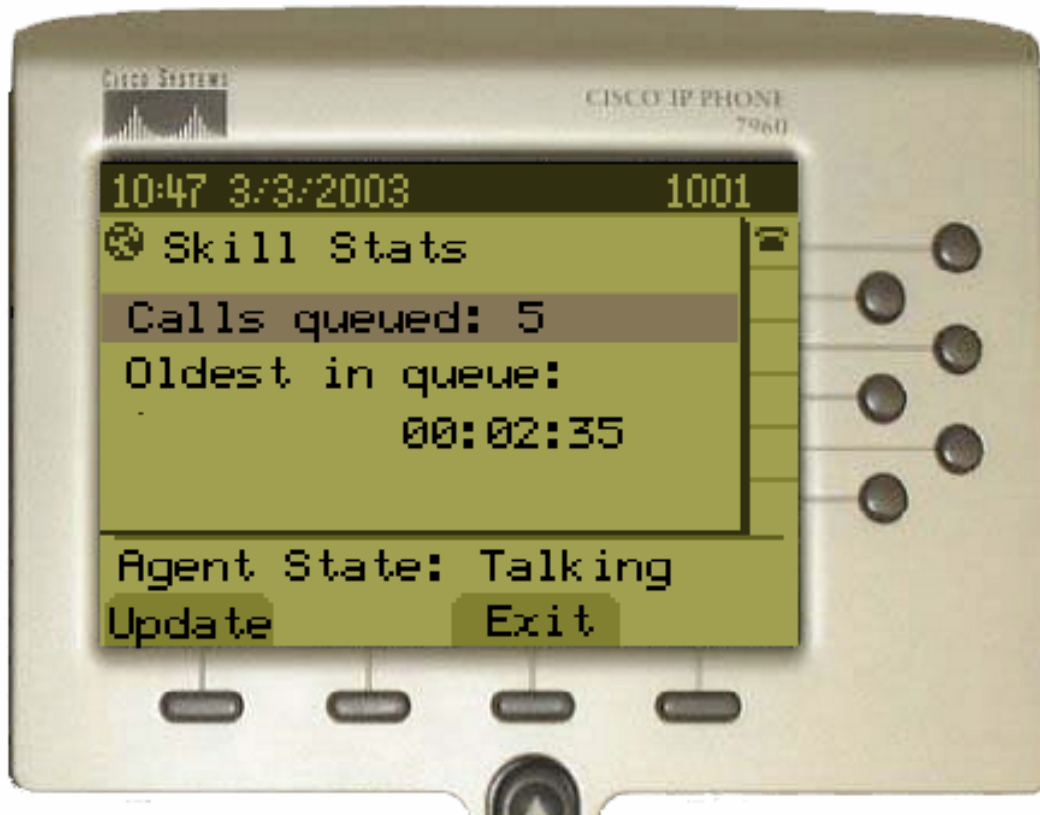 CISCO SYSTEMS
CISCO IP PHONE
7960
10:47 3/3/2003 1001
Skill Stats
Calls queued: 5
Oldest in queue:
00:02:35
Agent State: Talking
Update Exit